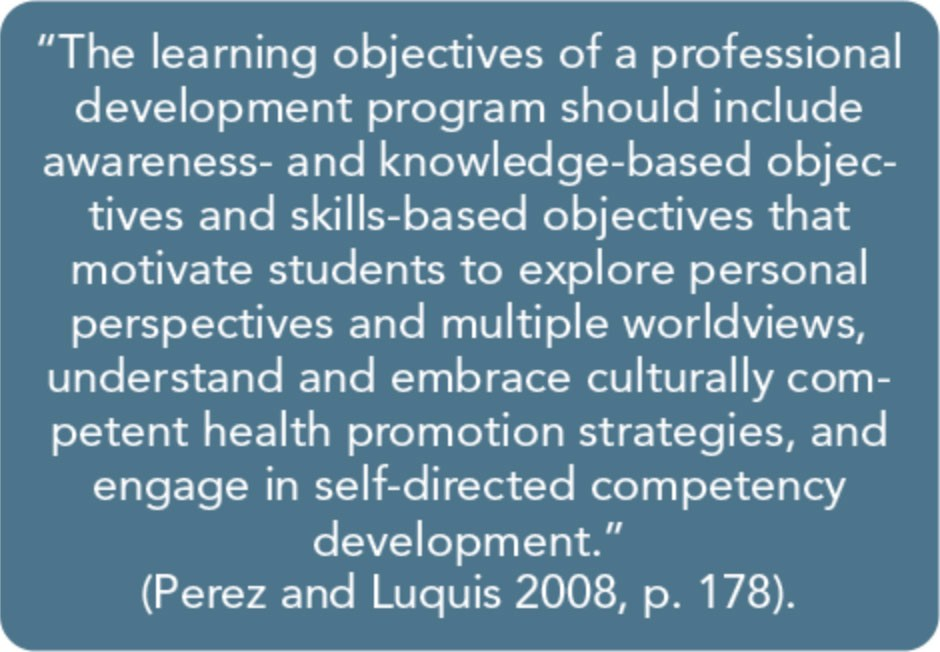 “The learning objectives of a professional
development program should include
awareness- and knowledge-based objec-
tives and skills-based objectives that
motivate students to explore personal
perspectives and multiple worldviews,
understand and embrace culturally com-
petent health promotion strategies, and
engage in self-directed competency
development.”
(Perez and Luquis 2008, p. 178).